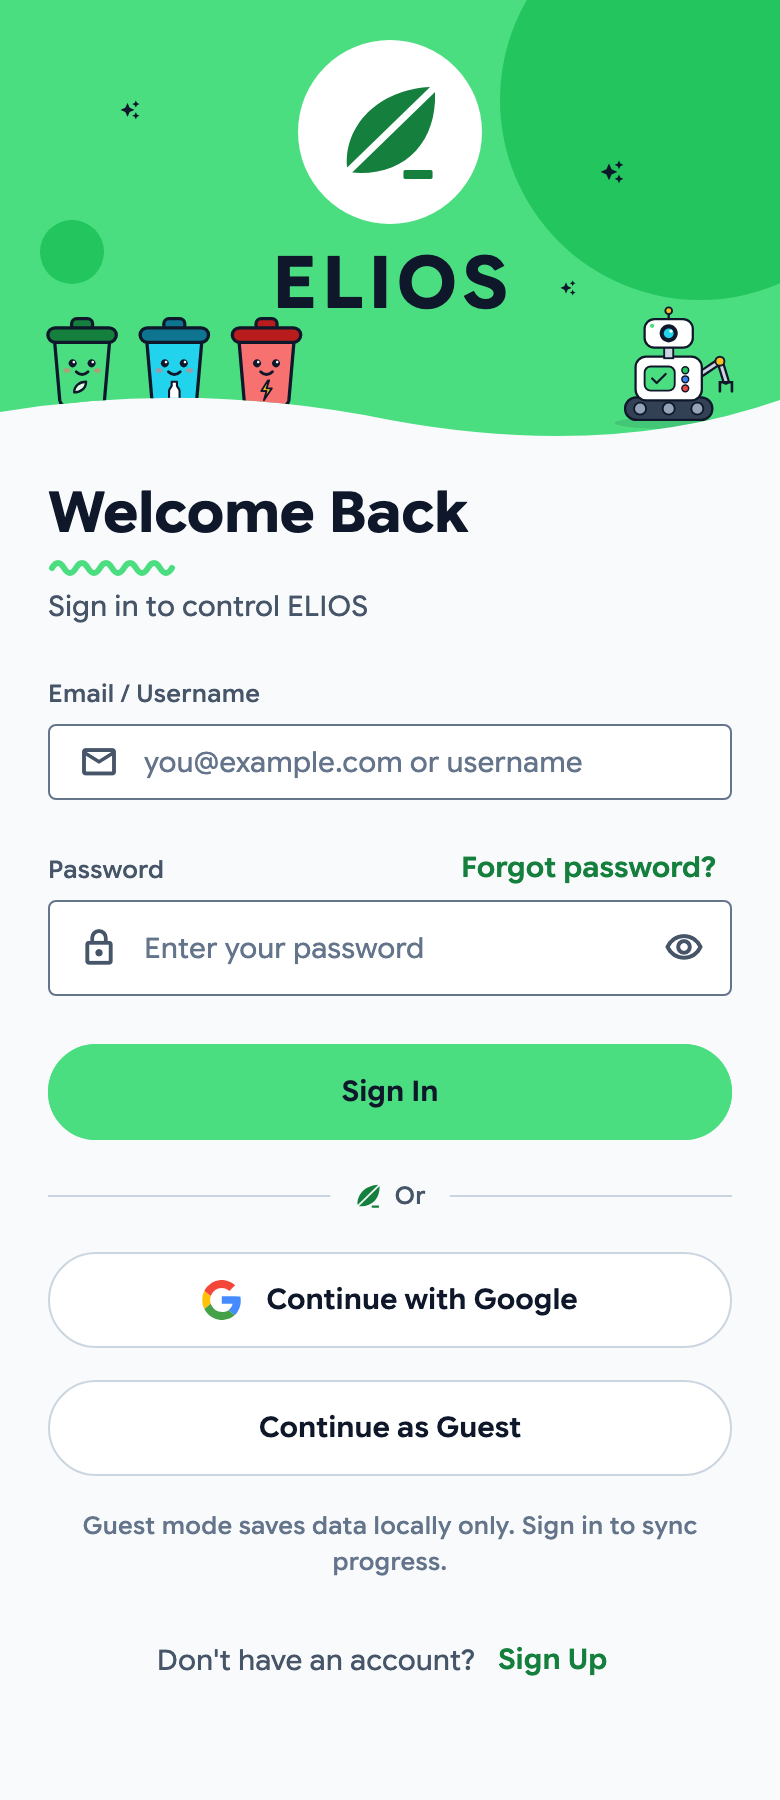 ELIOS
Welcome Back
Sign in to control ELIOS
Email / Username
you@example.com or username
Password
Forgot password?
Enter your password
Sign In
Or
Continue with Google
Continue as Guest
Guest mode saves data locally only. Sign in to sync
progress.
Don't have an account? Sign Up